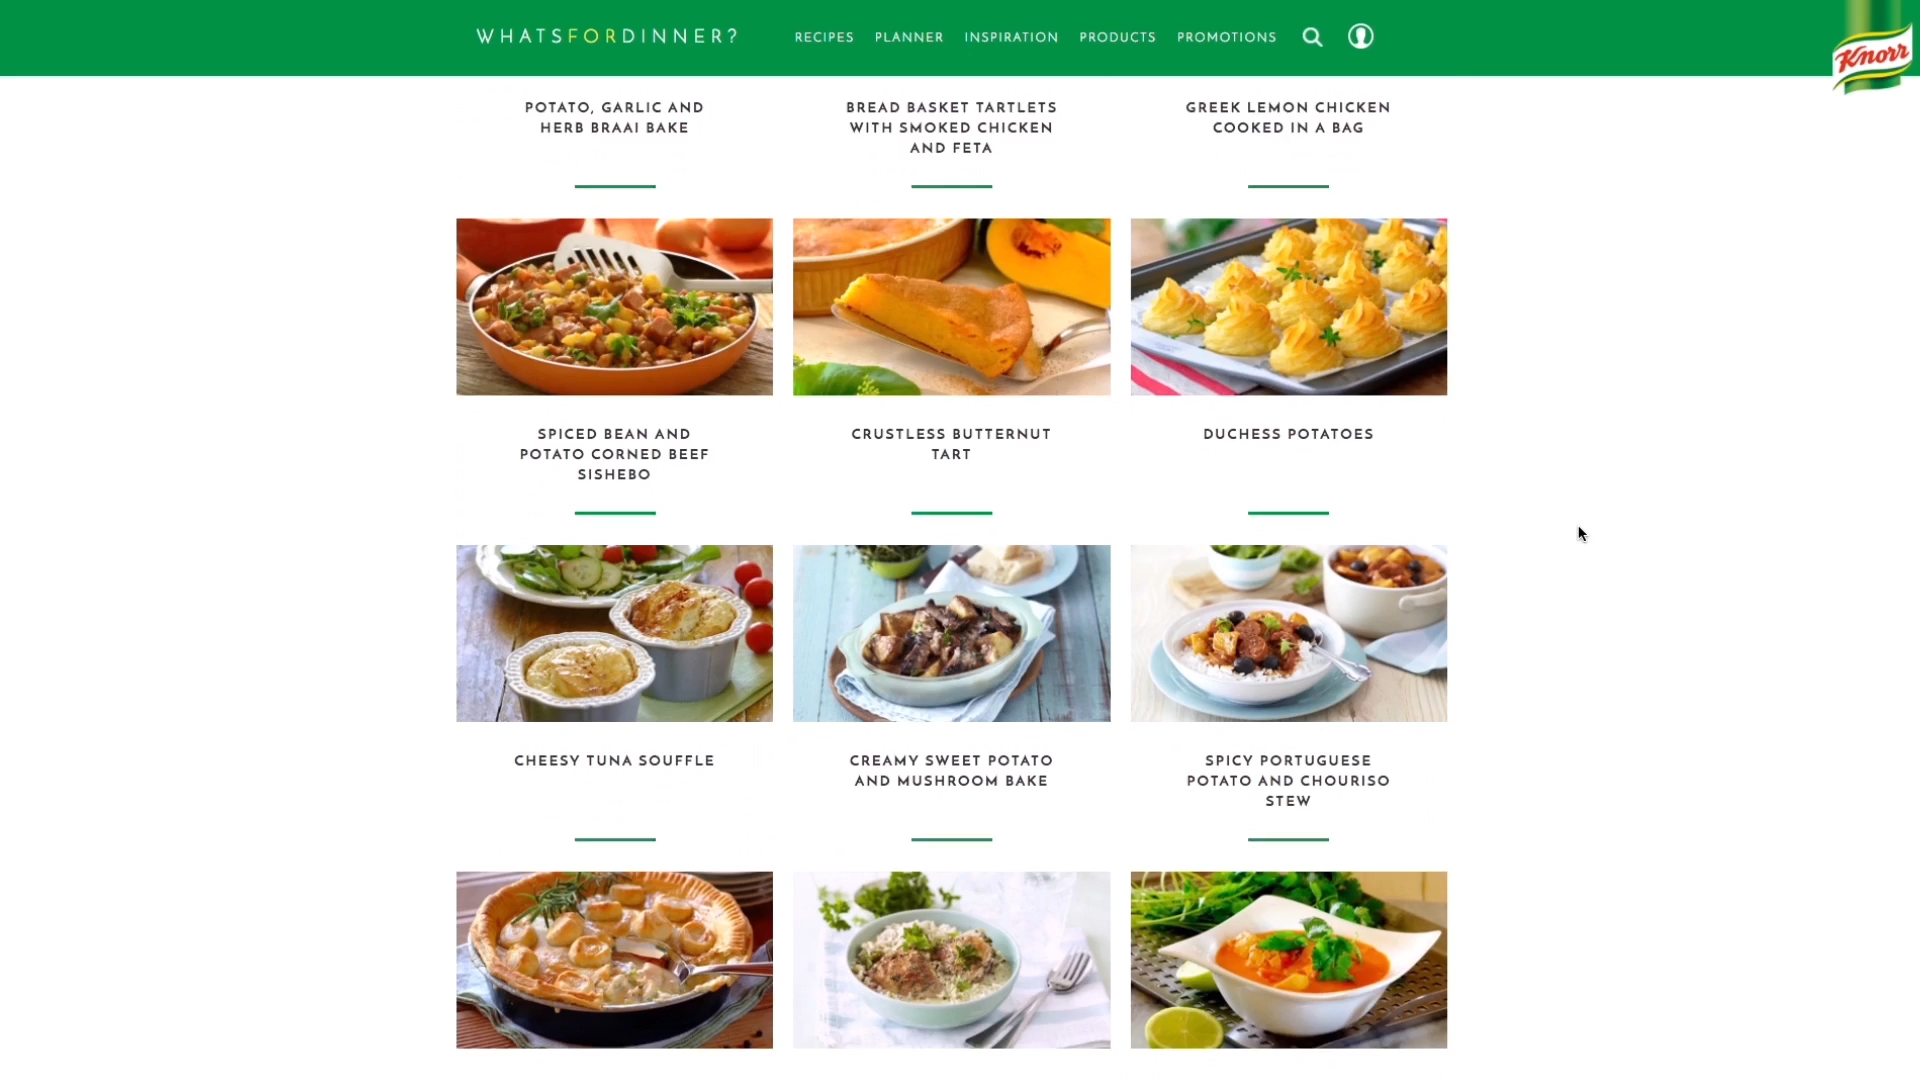 WHATSFORDINNER?
RECIPES
PLANNER
INSPIRATION
PRODUCTS
PROMOTIONS
Knorr
POTATO, GARLIC AND
HERB BRAAI BAKE
BREAD BASKET TARTLETS
WITH SMOKED CHICKEN
AND FETA
GREEK LEMON CHICKEN
COOKED IN A BAG
SPICED BEAN AND
POTATO CORNED BEEF
SISHEBO
CRUSTLESS BUTTERNUT
TART
DUCHESS POTATOES
CHEESY TUNA SOUFFLE
CREAMY SWEET POTATO
AND MUSHROOM BAKE
SPICY PORTUGUESE
POTATO AND CHOURISO
STEW